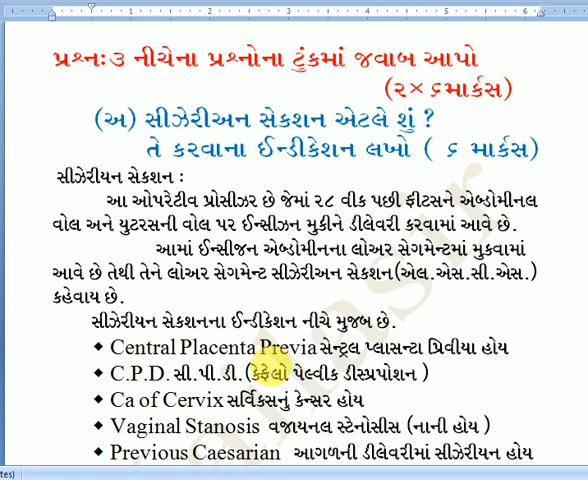 પ્રશ્નઃ૩ નીચેના પ્રશ્નોના ટુંકમાં જવાબ આપો
(૨×૬માર્કસ)
(અ) સીઝેરીઅન સેકશન એટલે શું ?
તે કરવાના ઈન્ડીકેશન લખો ( ૬ માર્કસ)
સીઝેરીયન સેકશન :
આ ઓપરેટીવ પ્રોસીઝર છે જેમાં ૨૮ વીક પછી ફીટસને એબ્ડોમીનલ
વોલ અને યુટરસની વોલ પર ઈન્સીઝન મુકીને ડીલેવરી કરવામાં આવે છે.
આમાં ઈન્સીજન એબ્ડોમીનના લોઅર સેગમેન્ટમાં મુકવામાં
આવે છે તેથી તેને લોઅર સેગમેન્ટ સીઝેરીઅન સેકશન(એલ.એસ.સી.એસ.)
કહેવાય છે.
સીઝેરીયન સેકશનના ઈન્ડીકેશન નીચે મુજબ છે.
◆ Central Placenta Previa સેન્ટ્રલ પ્લાસન્ટા પ્રિવીયા હોય
◆ C.P.D. સી.પી.ડી.(કેફેલો પેલ્વીક ડીસ્પ્રપોશન )
◆ Ca of Cervix સર્વિકસનું કેન્સર હોય
◆ Vaginal Stanosis વજાયનલ સ્ટેનોસીસ (નાની હોય )
◆ Previous Caesarian આગળની ડીલેવરીમાં સીઝેરીયન હોય